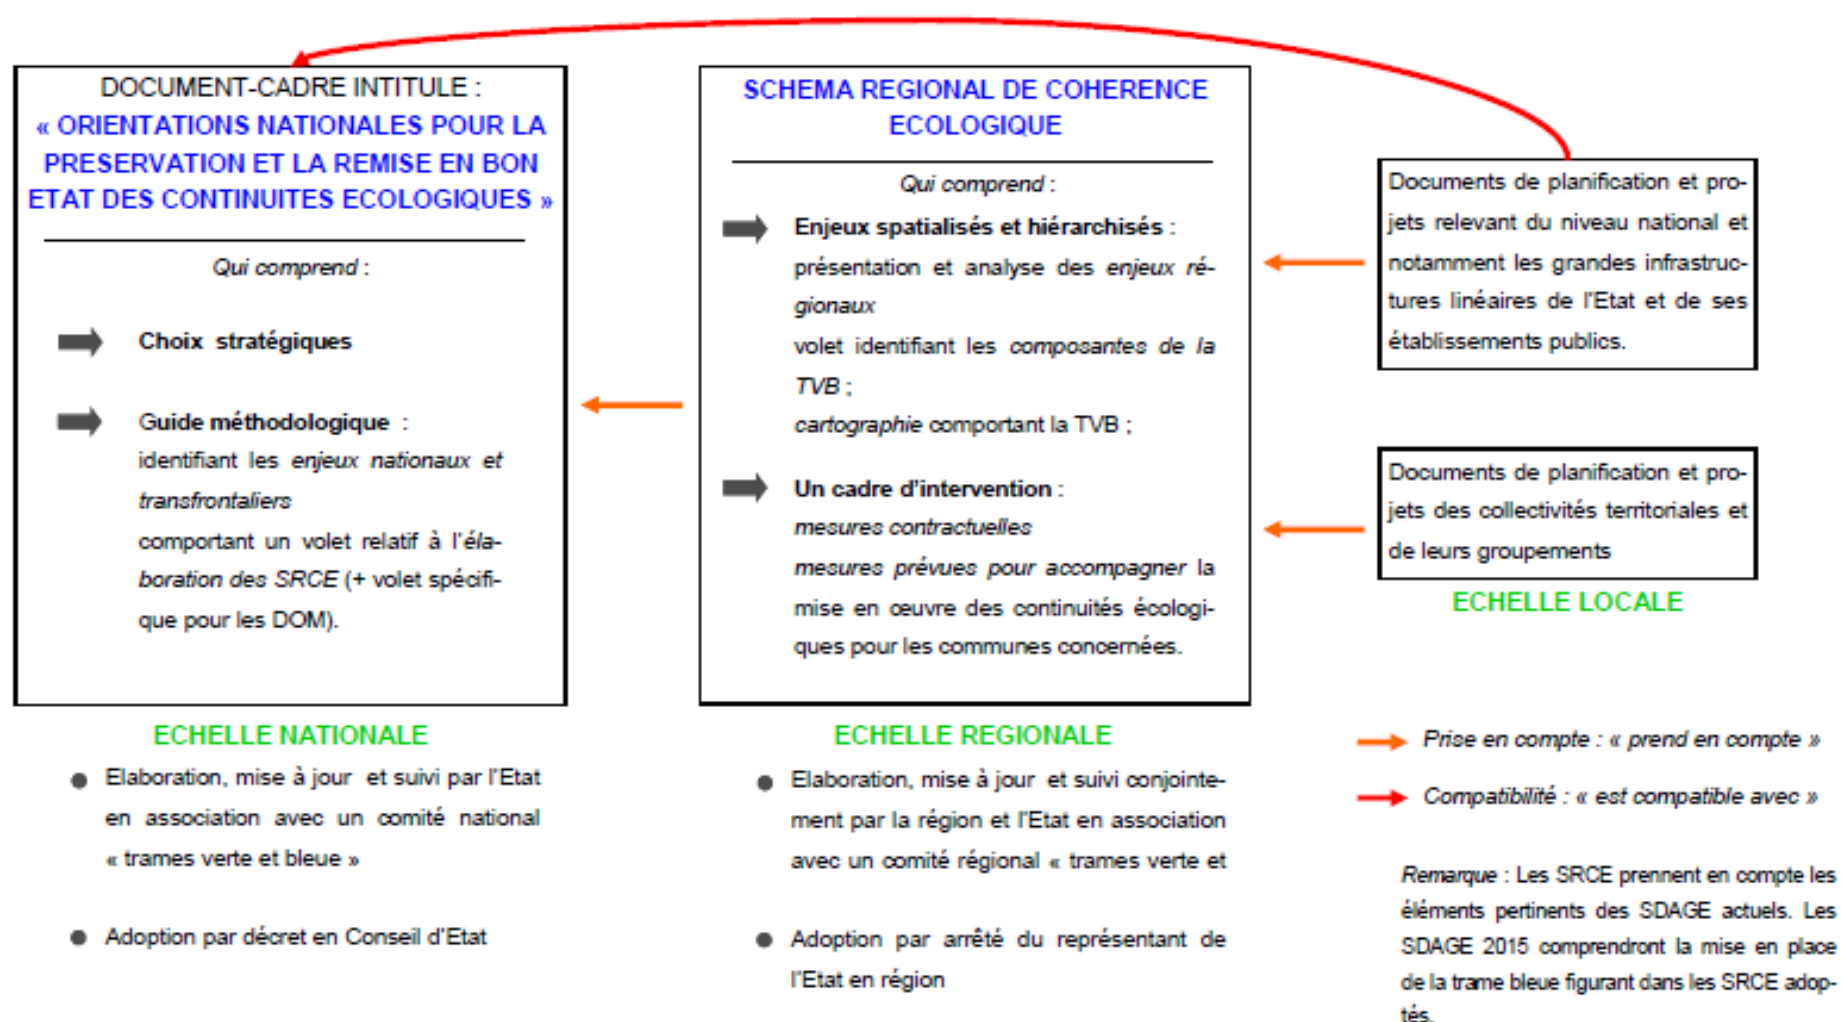 DOCUMENT-CADRE INTITULE :
« ORIENTATIONS NATIONALES POUR LA
PRESERVATION ET LA REMISE EN BON
ETAT DES CONTINUITES ECOLOGIQUES »
Qui comprend :
Choix stratégiques
Guide méthodologique :
identifiant les enjeux nationaux et
transfrontaliers
comportant un volet relatif à l'éla-
boration des SRCE (+ volet spécifi-
que pour les DOM).
ECHELLE NATIONALE
Elaboration, mise à jour et suivi par l'Etat
en association avec un comité national
« trames verte et bleue »
Adoption par décret en Conseil d'Etat
SCHEMA REGIONAL DE COHERENCE
ECOLOGIQUE
Qui comprend :
Enjeux spatialisés et hiérarchisés :
présentation et analyse des enjeux ré-
gionaux
volet identifiant les composantes de la
TVB ;
cartographie comportant la TVB ;
Un cadre d'intervention :
mesures contractuelles
mesures prévues pour accompagner la
mise en œuvre des continuités écologi-
ques pour les communes concernées.
ECHELLE REGIONALE
Elaboration, mise à jour et suivi conjointe-
ment par la région et l'Etat en association
avec un comité régional « trames verte et
Adoption par arrêté du représentant de
l'Etat en région
Documents de planification et pro-
jets relevant du niveau national et
notamment les grandes infrastruc-
tures linéaires de l'Etat et de ses
établissements publics.
Documents de planification et pro-
jets des collectivités territoriales et
de leurs groupements
ECHELLE LOCALE
Prise en compte : « prend en compte »
Compatibilité : « est compatible avec »
Remarque : Les SRCE prennent en compte les
éléments pertinents des SDAGE actuels. Les
SDAGE 2015 comprendront la mise en place
de la trame bleue figurant dans les SRCE adop-
tés.